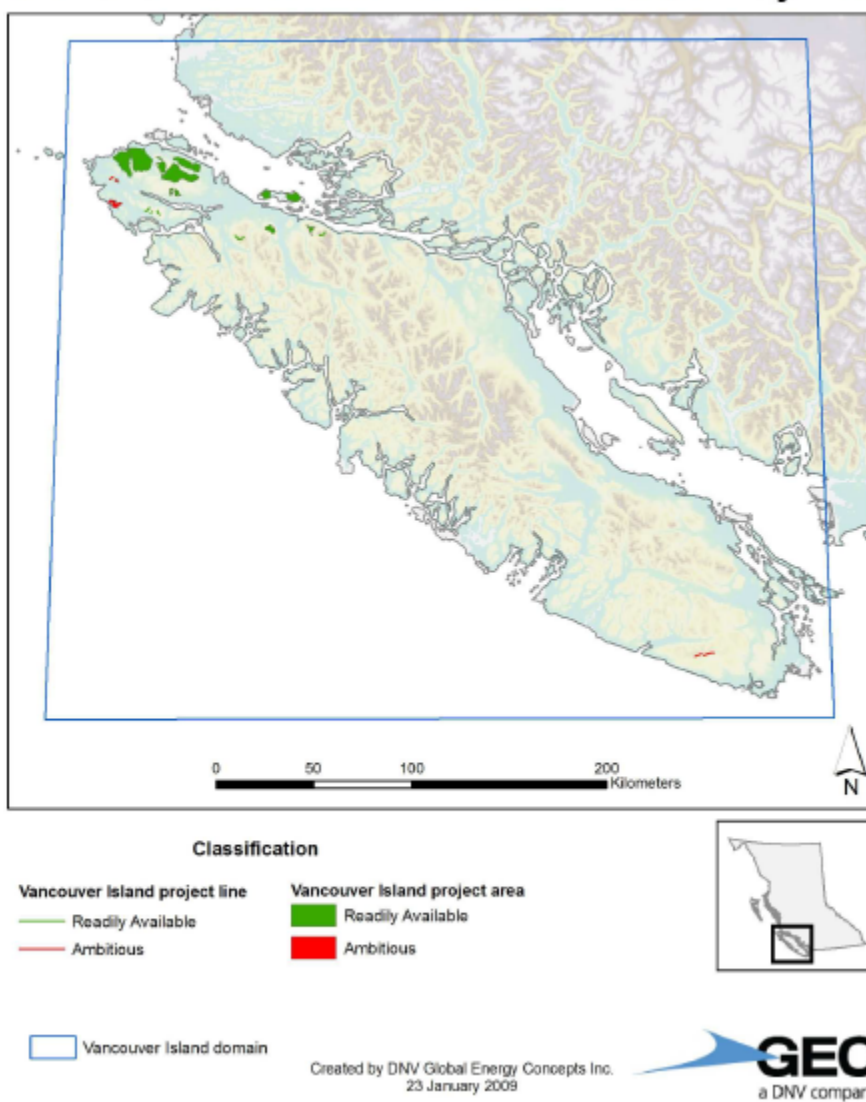 0 50 100 200
Kilometers
N
Classification
Vancouver Island project line
Readily Available
Ambitious
Vancouver Island project area
Readily Available
Ambitious
Vancouver Island domain
Created by DNV Global Energy Concepts Inc.
23 January 2009
GEC
a DNV compan